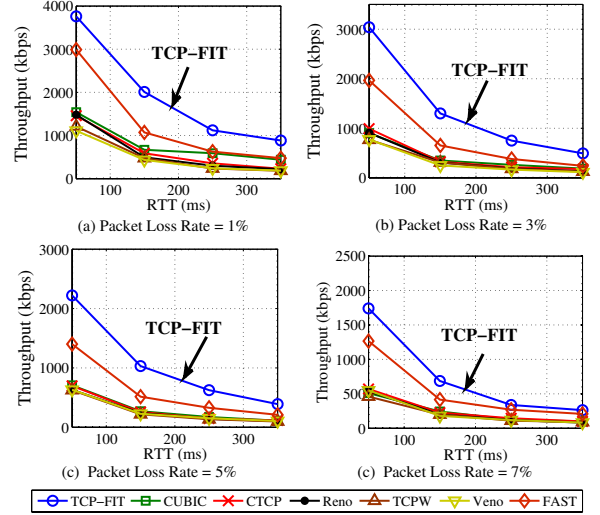 4000
3000
2000
1000
0
Throughput (kbps)
TCP−FIT
100 200 300
RTT (ms)
(a) Packet Loss Rate = 1%
3000
2000
1000
0
Throughput (kbps)
TCP−FIT
100 200 300
RTT (ms)
(b) Packet Loss Rate = 3%
3000
2000
1000
0
Throughput (kbps)
TCP−FIT
100 200 300
RTT (ms)
(c) Packet Loss Rate = 5%
2500
2000
1500
1000
500
0
Throughput (kbps)
TCP−FIT
100 200 300
RTT (ms)
(c) Packet Loss Rate = 7%
TCP−FIT CUBIC CTCP Reno TCPW Veno FAST